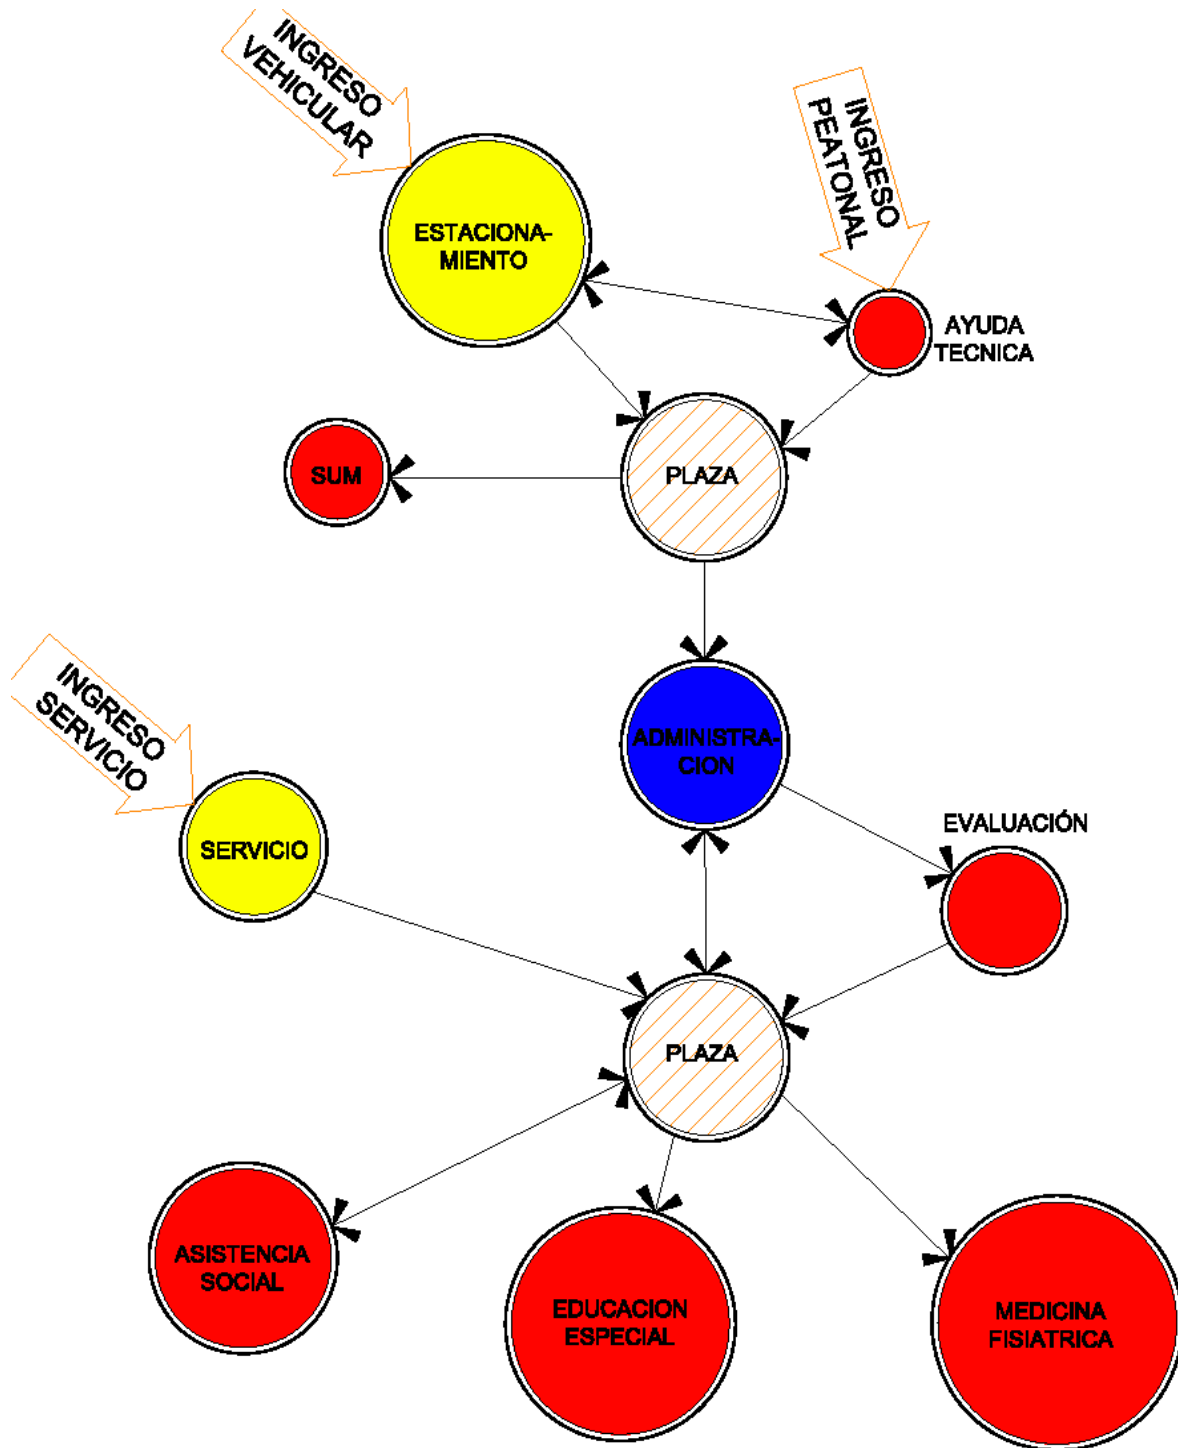 INGRESO
VEHICULAR
INGRESO
PEATONAL
ESTACIONA-
MIENTO
AYUDA
TECNICA
SUM
PLAZA
INGRESO
SERVICIO
ADMINISTRA-
CION
EVALUACIÓN
SERVICIO
PLAZA
ASISTENCIA
SOCIAL
EDUCACION
ESPECIAL
MEDICINA
FISIATRICA